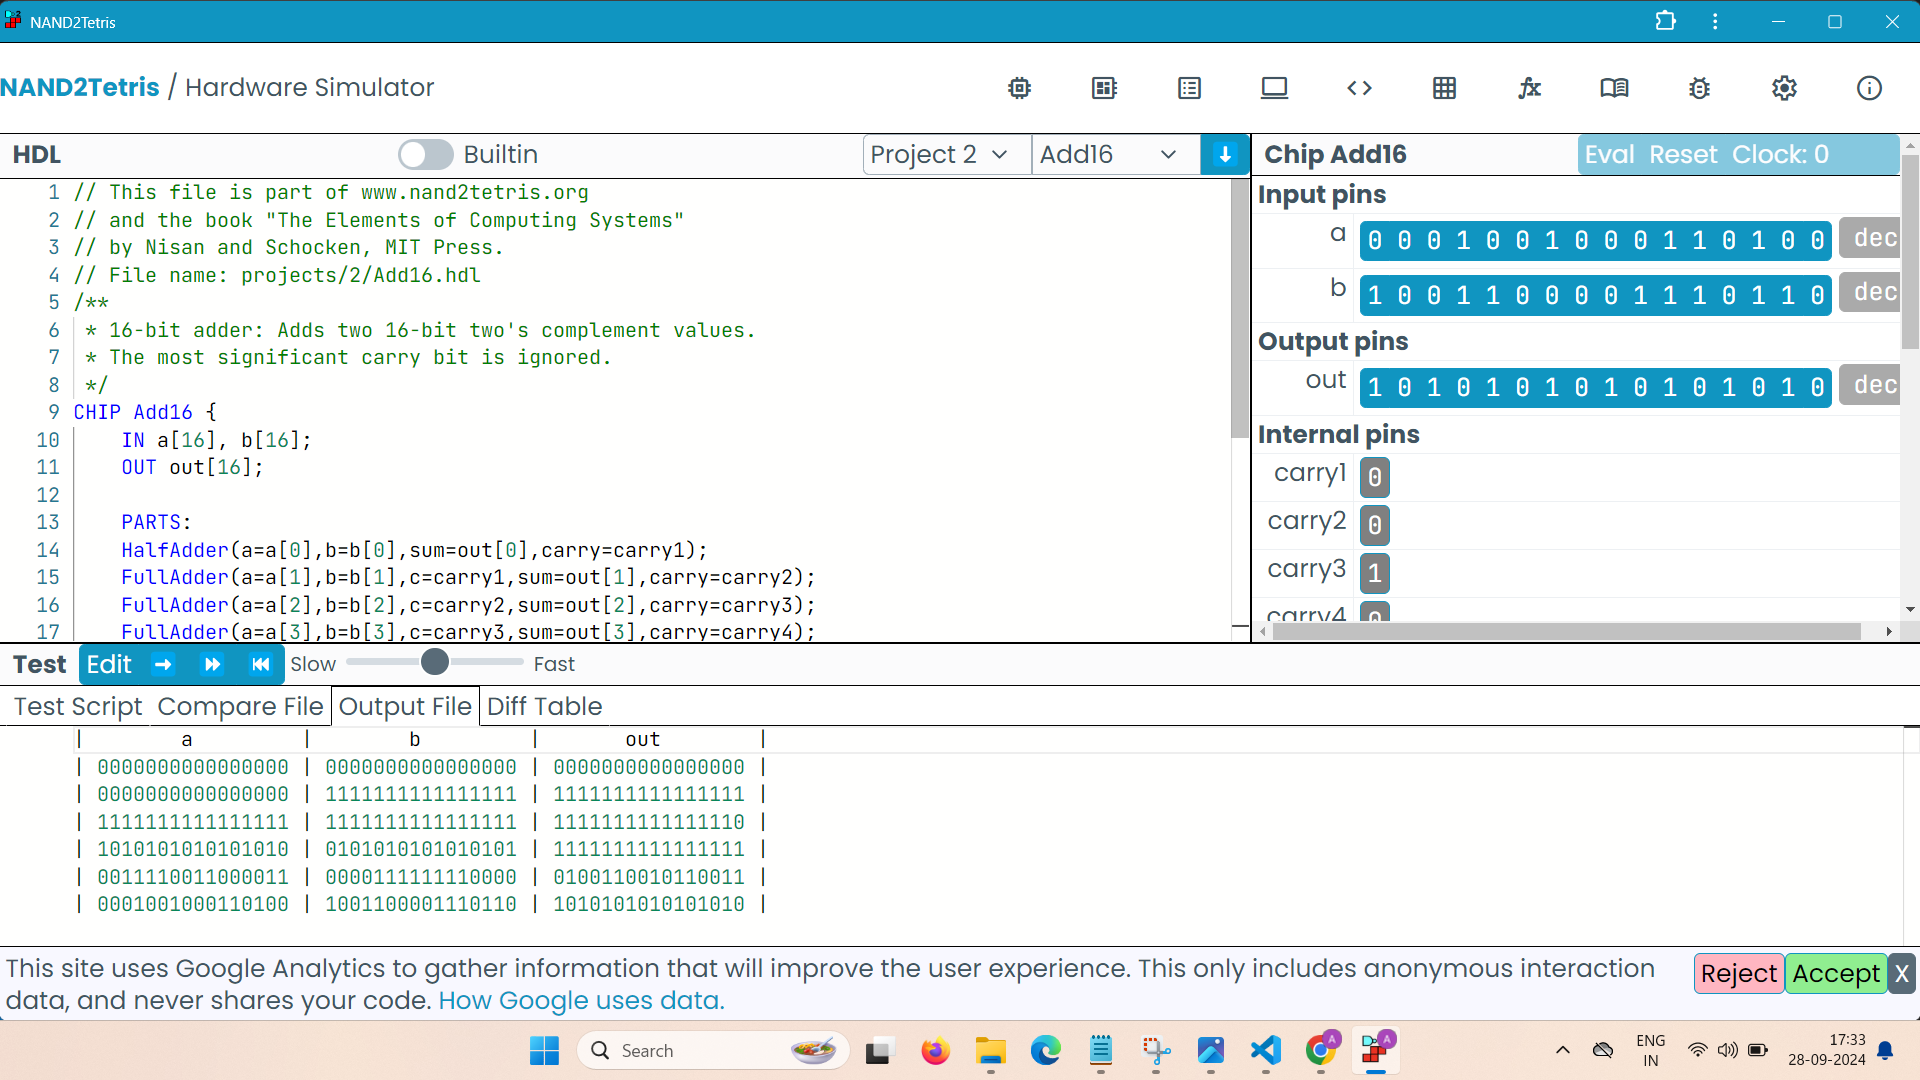 NAND2Tetris
NAND2Tetris / Hardware Simulator
HDL Builtin Project 2 Add16
1 // This file is part of www.nand2tetris.org
2 // and the book "The Elements of Computing Systems"
3 // by Nisan and Schocken, MIT Press.
4 // File name: projects/2/Add16.hdl
5 /**
6 * 16-bit adder: Adds two 16-bit two's complement values.
7 * The most significant carry bit is ignored.
8 */
9 CHIP Add16 {
10 IN a[16], b[16];
11 OUT out[16];
12
13 PARTS:
14 HalfAdder(a=a[0],b=b[0],sum=out[0],carry=carry1);
15 FullAdder(a=a[1],b=b[1],c=carry1,sum=out[1],carry=carry2);
16 FullAdder(a=a[2],b=b[2],c=carry2,sum=out[2],carry=carry3);
17 FullAdder(a=a[3],b=b[3],c=carry3,sum=out[3],carry=carry4);
Chip Add16 Eval Reset Clock: 0
Input pins
a 0 0 0 1 0 0 1 0 0 0 1 1 0 1 0 0 dec
b 1 0 0 1 1 0 0 0 0 1 1 1 0 1 1 0 dec
Output pins
out 1 0 1 0 1 0 1 0 1 0 1 0 1 0 1 0 dec
Internal pins
carry1 0
carry2 0
carry3 1
carry4 0
Test Edit Slow Fast
Test Script Compare File Output File Diff Table
| a | b | out |
| 0000000000000000 | 0000000000000000 | 0000000000000000 |
| 0000000000000000 | 1111111111111111 | 1111111111111111 |
| 1111111111111111 | 1111111111111111 | 1111111111111110 |
| 1010101010101010 | 0101010101010101 | 1111111111111111 |
| 0011110011000011 | 0000111111110000 | 0100110010110011 |
| 0001001000110100 | 1001100001110110 | 1010101010101010 |
This site uses Google Analytics to gather information that will improve the user experience. This only includes anonymous interaction
data, and never shares your code. How Google uses data.
Reject Accept X
Search
ENG
IN
17:33
28-09-2024